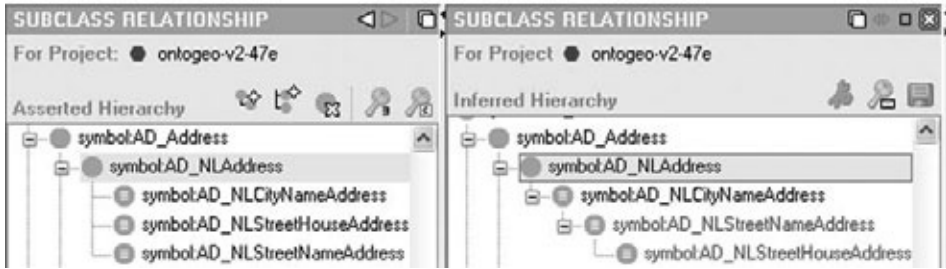 SUBCLASS RELATIONSHIP
For Project: ontogeo-v2-47e
Asserted Hierarchy
symbol:AD_Address
symbol:AD_NLAddress
symbol:AD_NLCityNameAddress
symbol:AD_NLStreetHouseAddress
symbol:AD_NLStreetNameAddress
SUBCLASS RELATIONSHIP
For Project ontogeo-v2-47e
Inferred Hierarchy
symbol:AD_Address
symbol:AD_NLAddress
symbol:AD_NLCityNameAddress
symbol:AD_NLStreetNameAddress
symbol:AD_NLStreetHouseAddress